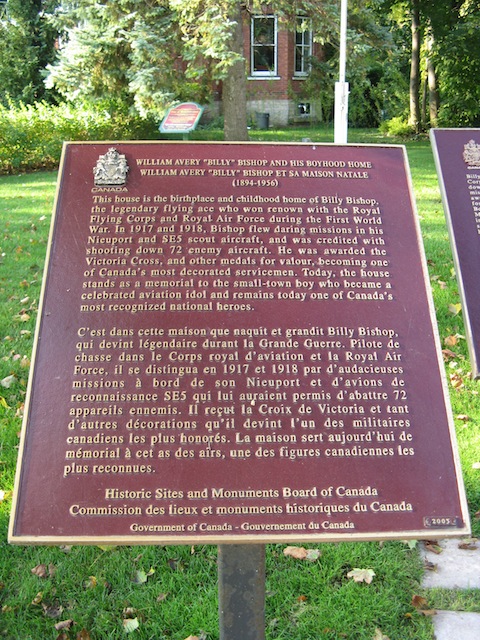 CANADA
WILLIAM AVERY "BILLY" BISHOP AND HIS BOYHOOD HOME
WILLIAM AVERY "BILLY" BISHOP ET SA MAISON NATALE
(1894-1956)
This house is the birthplace and childhood home of Billy Bishop,
the legendary flying ace who won renown with the Royal
Flying Corps and Royal Air Force during the First World
War. In 1917 and 1918, Bishop flew daring missions in his
Nieuport and SE5 scout aircraft, and was credited with
shooting down 72 enemy aircraft. He was awarded the
Victoria Cross, and other medals for valour, becoming one
of Canada's most decorated servicemen. Today, the house
stands as a memorial to the small-town boy who became a
celebrated aviation idol and remains today one of Canada's
most recognized national heroes.
C'est dans cette maison que naquit et grandit Billy Bishop,
qui devint légendaire durant la Grande Guerre. Pilote de
chasse dans le Corps royal d'aviation et la Royal Air
Force, il se distingua en 1917 et 1918 par d'audacieuses
missions à bord de son Nieuport et d'avions de
reconnaissance SE5 qui lui auraient permis d'abattre 72
appareils ennemis. Il reçut la Croix de Victoria et tant
d'autres décorations qu'il devint l'un des militaires
canadiens les plus honorés. La maison sert aujourd'hui de
mémorial à cet as des airs, une des figures canadiennes les
plus reconnues.
Historic Sites and Monuments Board of Canada
Commission des lieux et monuments historiques du Canada
Government of Canada - Gouvernement du Canada
2005